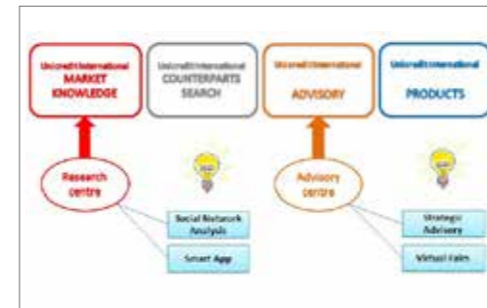 Unicredit International
MARKET
KNOWLEDGE
Unicredit International
COUNTERPARTS
SEARCH
Unicredit International
ADVISORY
Unicredit International
PRODUCTS
Research
centre
Advisory
centre
Social Network
Analysis
Smart App
Strategic
Advisory
Virtual Fairs